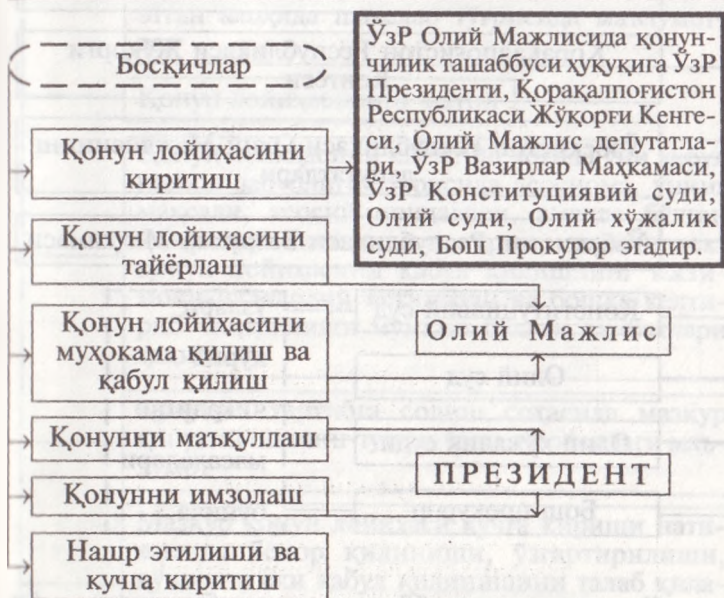 Босқичлар
Қонун лойиҳасини
киритиш
Қонун лойиҳасини
тайёрлаш
Қонун лойиҳасини
муҳокама қилиш ва
қабул қилиш
Қонунни маъқуллаш
Қонунни имзолаш
Нашр этилиши ва
кучга киритиш
ЎзР Олий Мажлисида қонун-
чилик ташаббуси ҳуқуқига ЎзР
Президенти, Қорақалпоғистон
Республикаси Жўқорғи Кенге-
си, Олий Мажлис депутатла-
ри, ЎзР Вазирлар Маҳкамаси,
ЎзР Конституциявий суди,
Олий суди, Олий хўжалик
суди, Бош Прокурор эгадир.
Олий Мажлис
ПРЕЗИДЕНТ